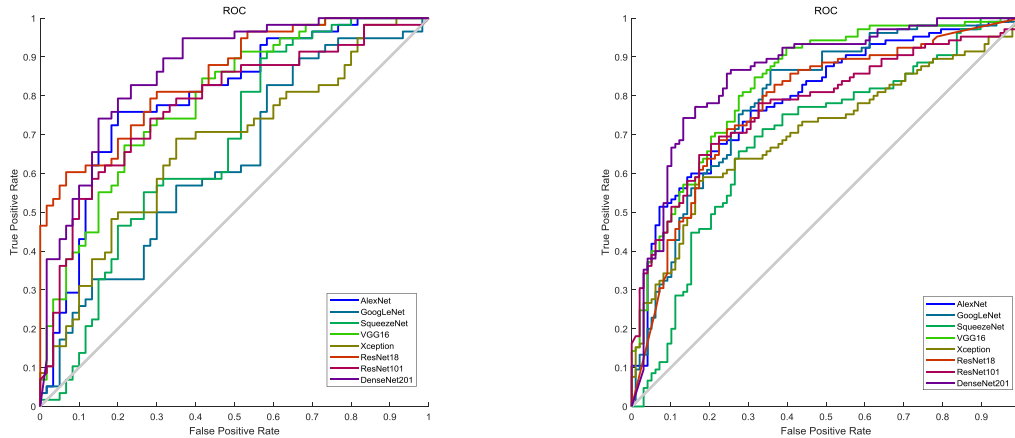 ROC
1
0.9
0.8
0.7
0.6
0.5
0.4
0.3
0.2
0.1
0
True Positive Rate
AlexNet
GoogLeNet
SqueezeNet
VGG16
Xception
ResNet18
ResNet101
DenseNet201
0 0.1 0.2 0.3 0.4 0.5 0.6 0.7 0.8 0.9 1
False Positive Rate
ROC
1
0.9
0.8
0.7
0.6
0.5
0.4
0.3
0.2
0.1
0
True Positive Rate
AlexNet
GoogLeNet
SqueezeNet
VGG16
Xception
ResNet18
ResNet101
DenseNet201
0 0.1 0.2 0.3 0.4 0.5 0.6 0.7 0.8 0.9
False Positive Rate